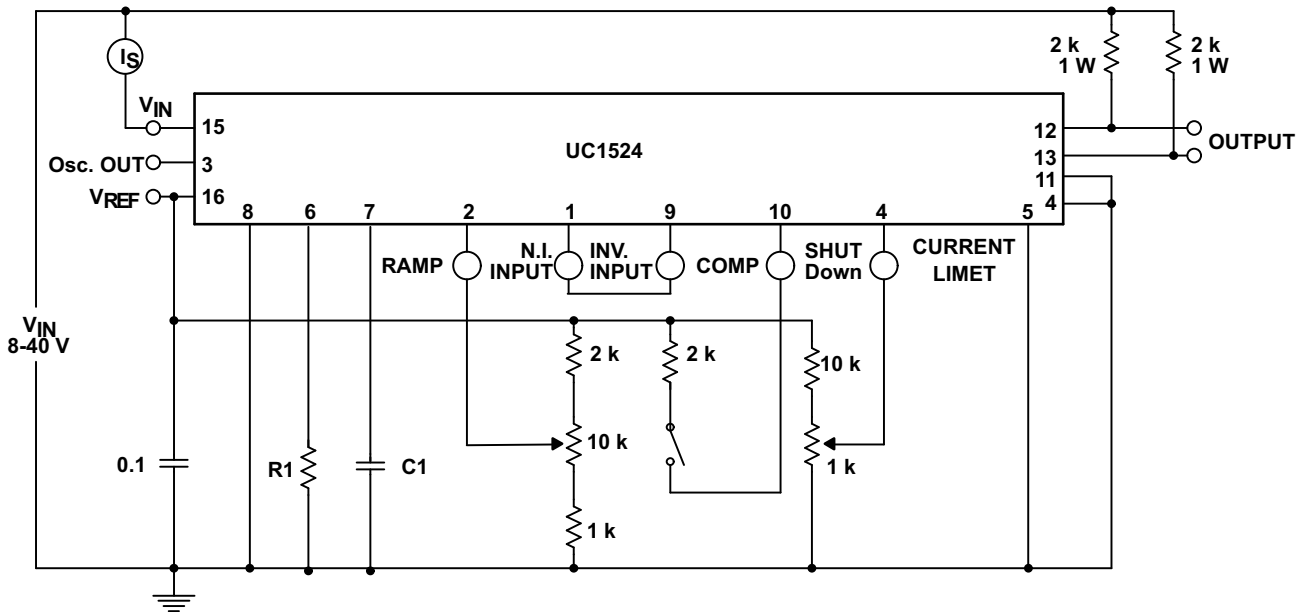 IS
2 k
1 W
2 k
1 W
VIN
15
12
OUTPUT
Osc. OUT
3
UC1524
13
VREF
16
11
4
8
6
7
2
1
9
10
4
5
RAMP
N.I.
INPUT
INV.
INPUT
COMP
SHUT
Down
CURRENT
LIMET
VIN
8-40 V
2 k
2 k
10 k
10 k
0.1
R1
C1
1 k
1 k